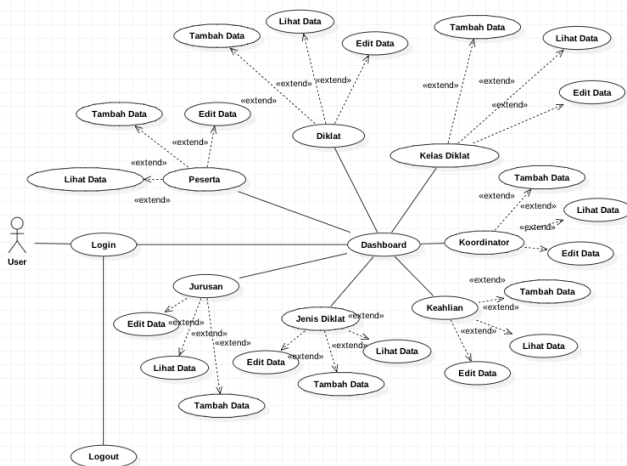 Tambah Data
Lihat Data
Edit Data
«extend»
«extend»
«extend»
Diklat
Tambah Data
Lihat Data
Edit Data
«extend»
«extend»
«extend»
Kelas Diklat
Tambah Data
Edit Data
Lihat Data
«extend»
«extend»
«extend»
Peserta
Tambah Data
Lihat Data
Edit Data
«extend»
«extend»
«extend»
Koordinator
User
Login
Dashboard
Jurusan
Edit Data
«extend»
Lihat Data
«extend»
Tambah Data
«extend»
Jenis Diklat
«extend»
Edit Data
«extend»
Lihat Data
«extend»
Tambah Data
Keahlian
«extend»
Tambah Data
«extend»
Lihat Data
«extend»
Edit Data
Logout